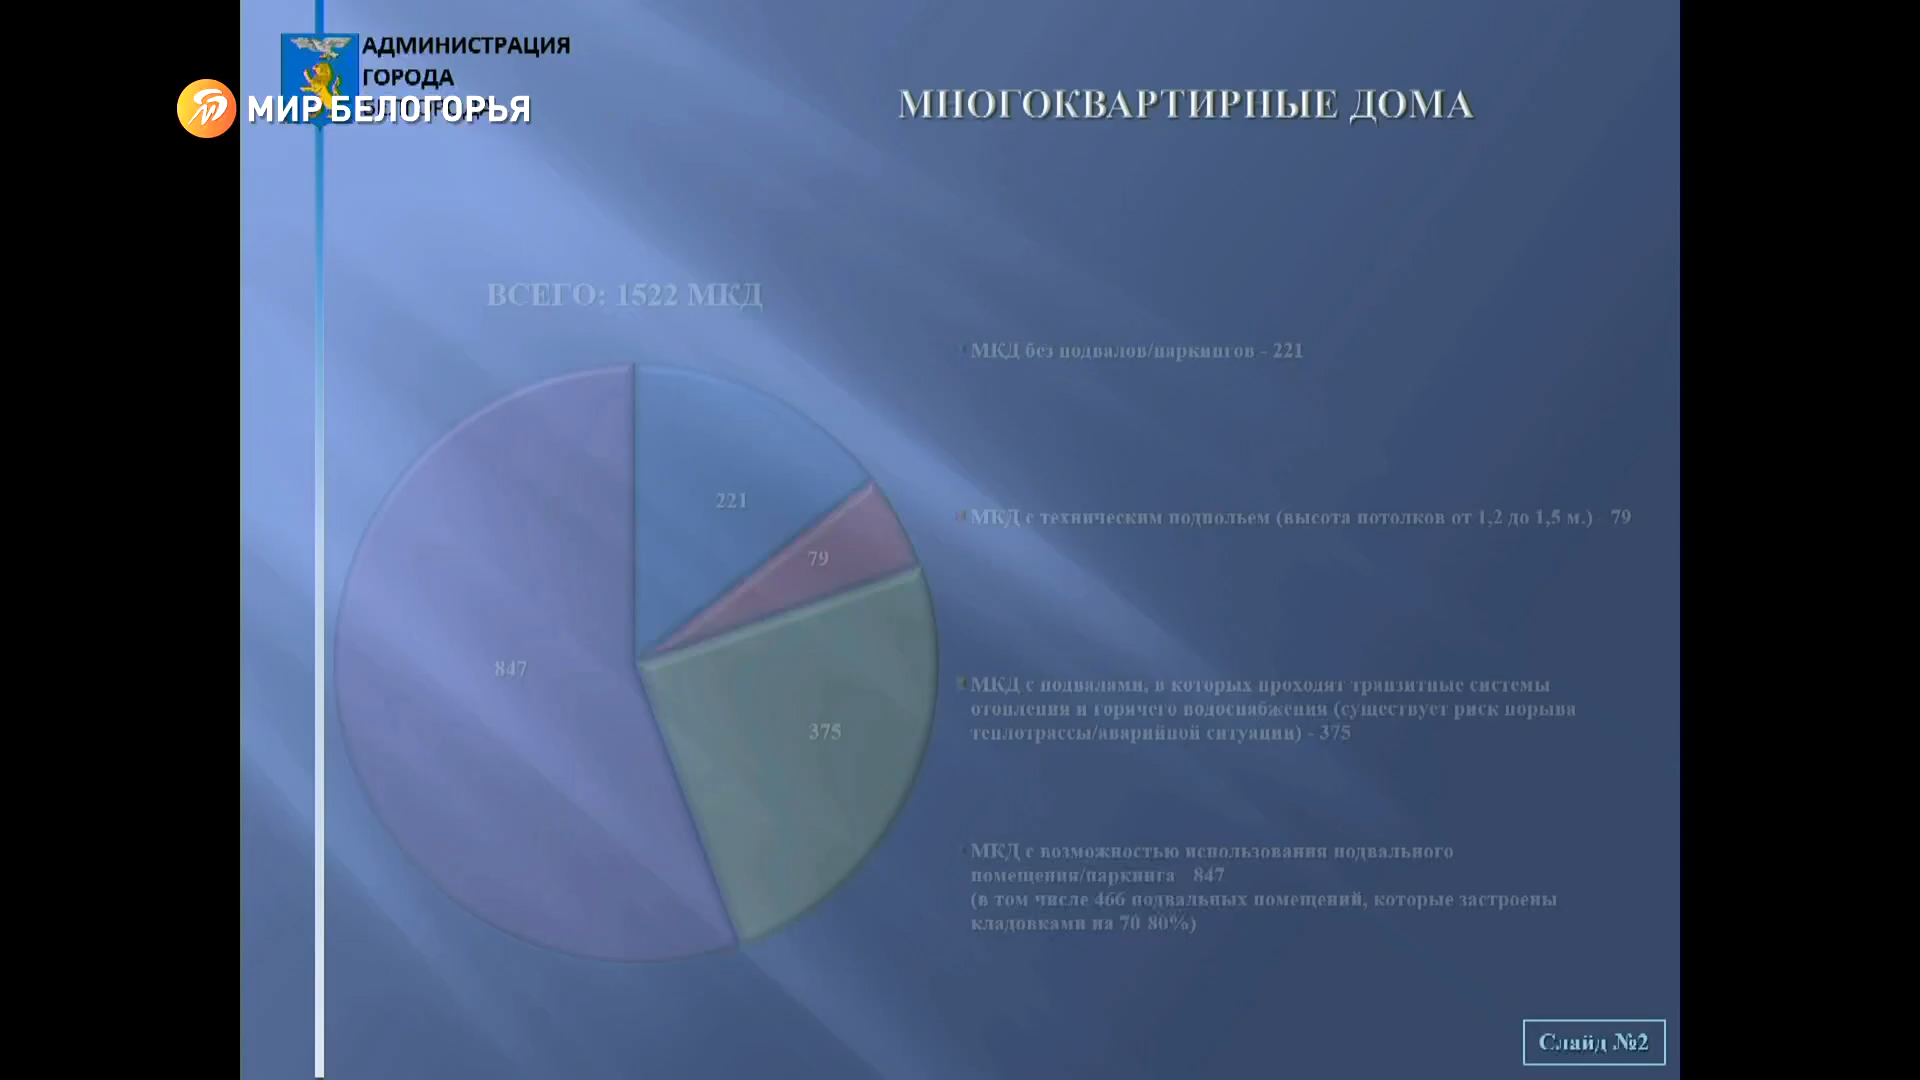 АДМИНИСТРАЦИЯ
ГОРОДА
МИР БЕЛОГОРЬЯ
МНОГОКВАРТИРНЫЕ ДОМА
ВСЕГО: 1522 МКД
221
79
375
847
МКД без подвалов/паркингов - 221
МКД с техническим подпольем (высота потолков от 1,2 до 1,5 м.) - 79
МКД с подвалами, в которых проходят транзитные системы
отопления и горячего водоснабжения (существует риск порыва
теплотрассы/аварийной ситуации) - 375
МКД с возможностью использования подвального
помещения/паркинга - 847
(в том числе 466 подвальных помещений, которые застроены
кладовками на 70-80%)
Слайд №2